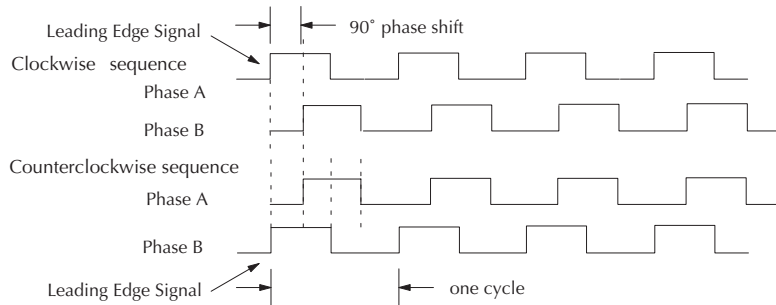 Leading Edge Signal
90° phase shift
Clockwise sequence
Phase A
Phase B
Counterclockwise sequence
Phase A
Phase B
Leading Edge Signal
one cycle